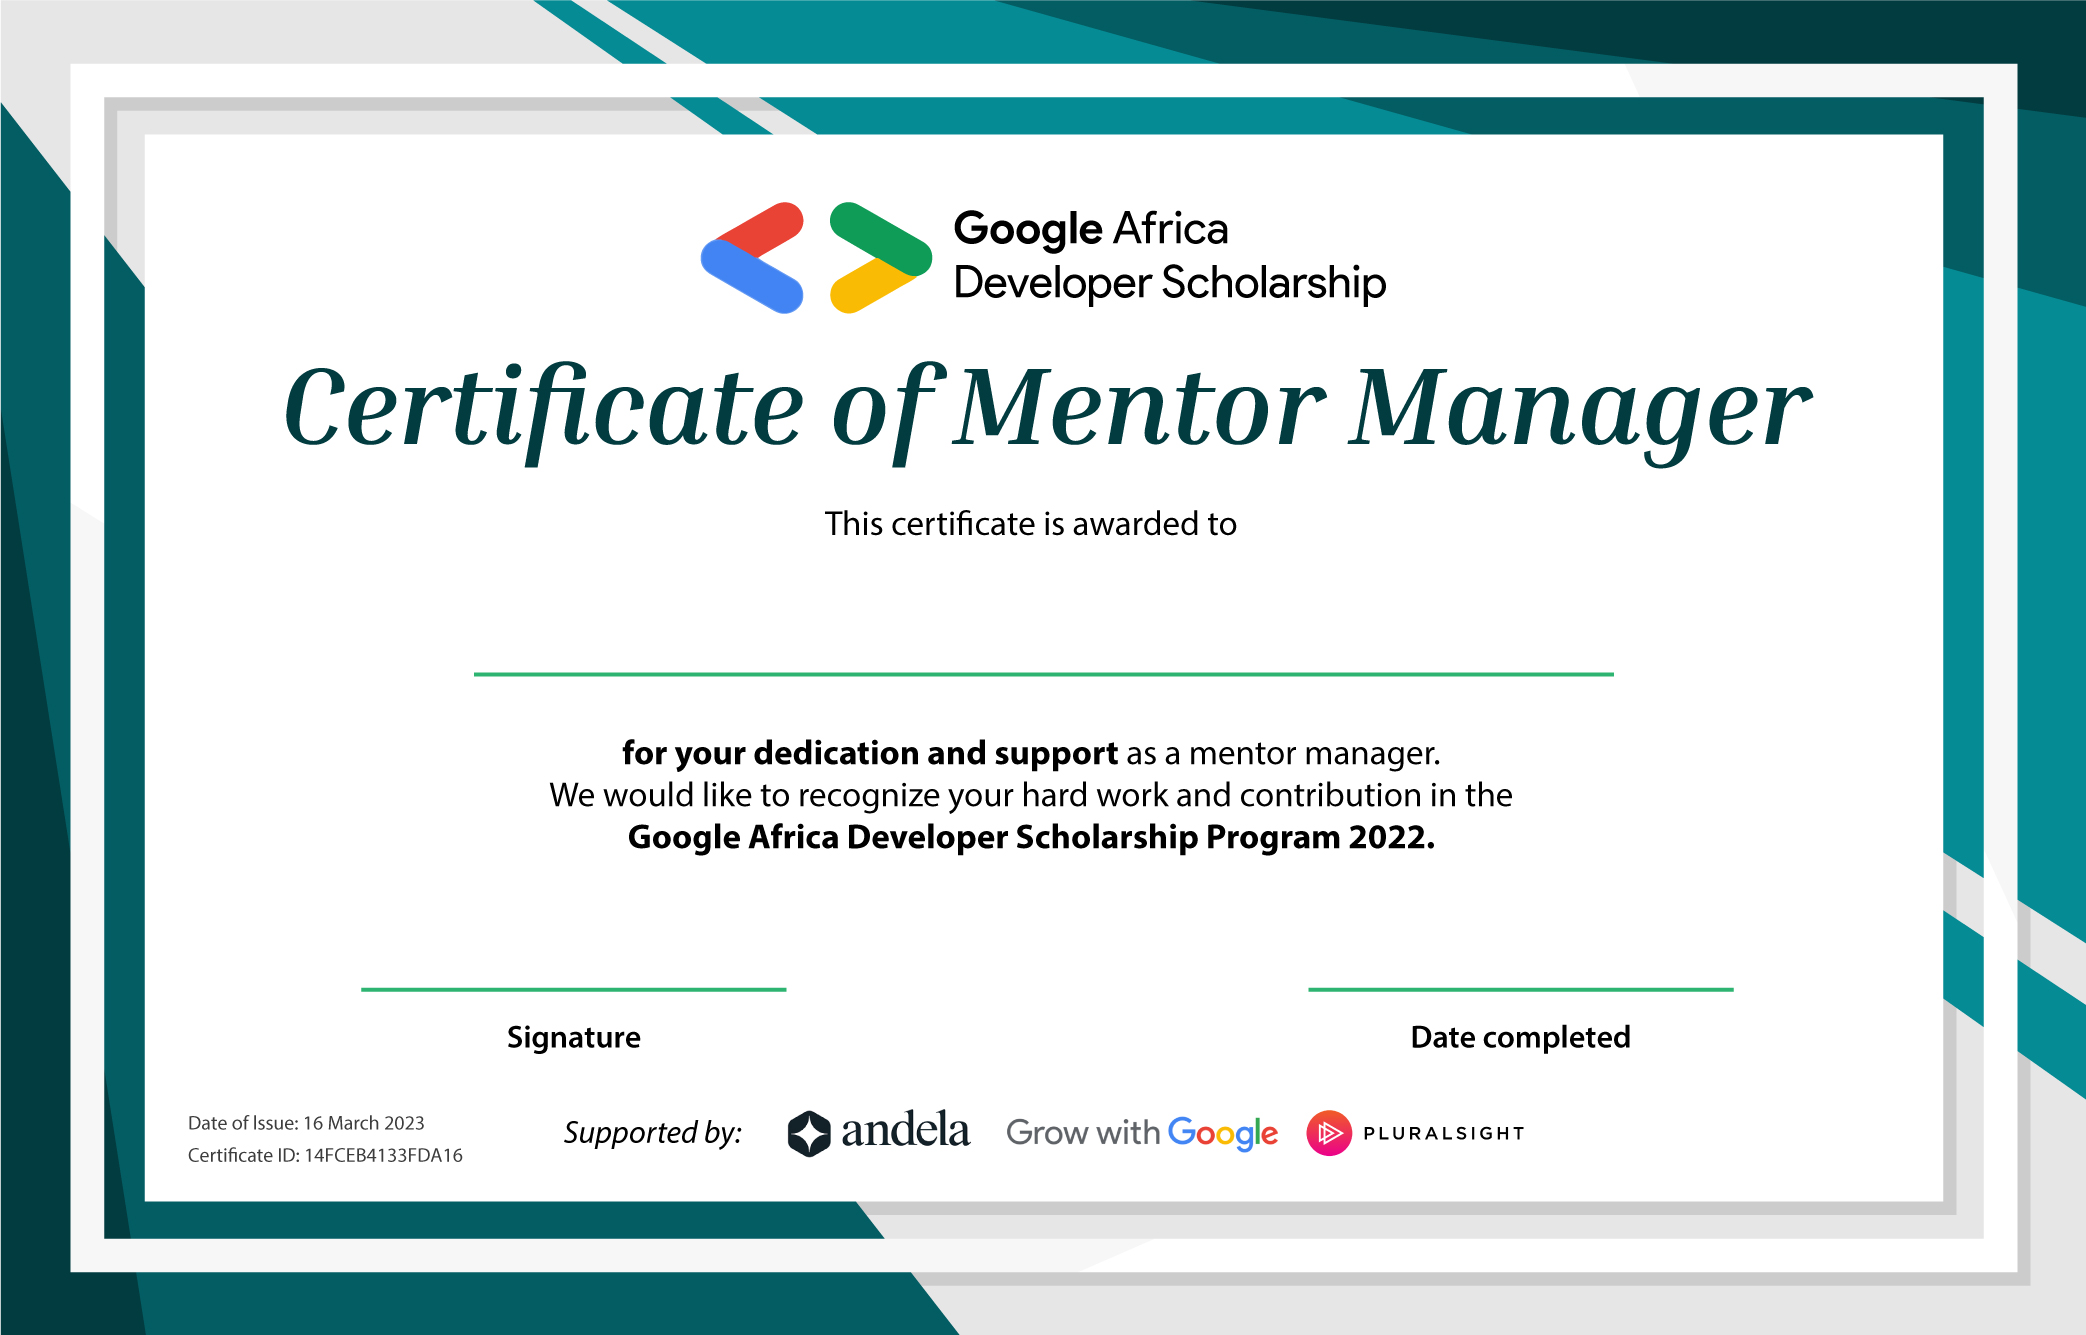 Google Africa
Developer Scholarship
Certificate of Mentor Manager
This certificate is awarded to
for your dedication and support as a mentor manager.
We would like to recognize your hard work and contribution in the
Google Africa Developer Scholarship Program 2022.
Signature
Date completed
Date of Issue: 16 March 2023
Certificate ID: 14FCEB4133FDA16
Supported by:
andela
Grow with Google
PLURALSIGHT